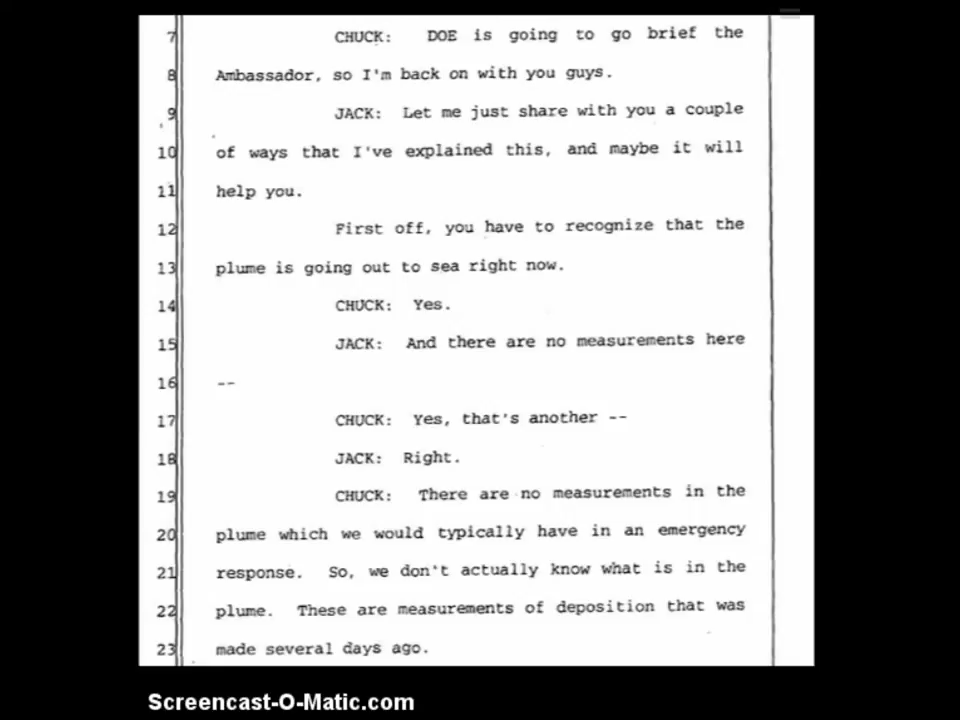 7 CHUCK: DOE is going to go brief the
8 Ambassador, so I'm back on with you guys.
9 JACK: Let me just share with you a couple
10 of ways that I've explained this, and maybe it will
11 help you.
12 First off, you have to recognize that the
13 plume is going out to sea right now.
14 CHUCK: Yes.
15 JACK: And there are no measurements here
16 --
17 CHUCK: Yes, that's another --
18 JACK: Right.
19 CHUCK: There are no measurements in the
20 plume which we would typically have in an emergency
21 response. So, we don't actually know what is in the
22 plume. These are measurements of deposition that was
23 made several days ago.
Screencast-O-Matic.com